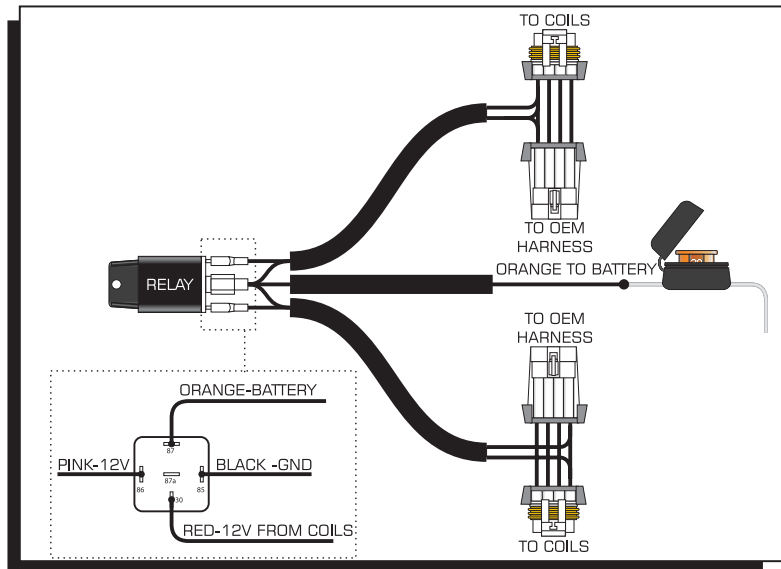 TO COILS
TO OEM
HARNESS
ORANGE TO BATTERY
RELAY
TO OEM
HARNESS
ORANGE-BATTERY
87
PINK-12V
BLACK -GND
87a
86
85
30
RED-12V FROM COILS
TO COILS